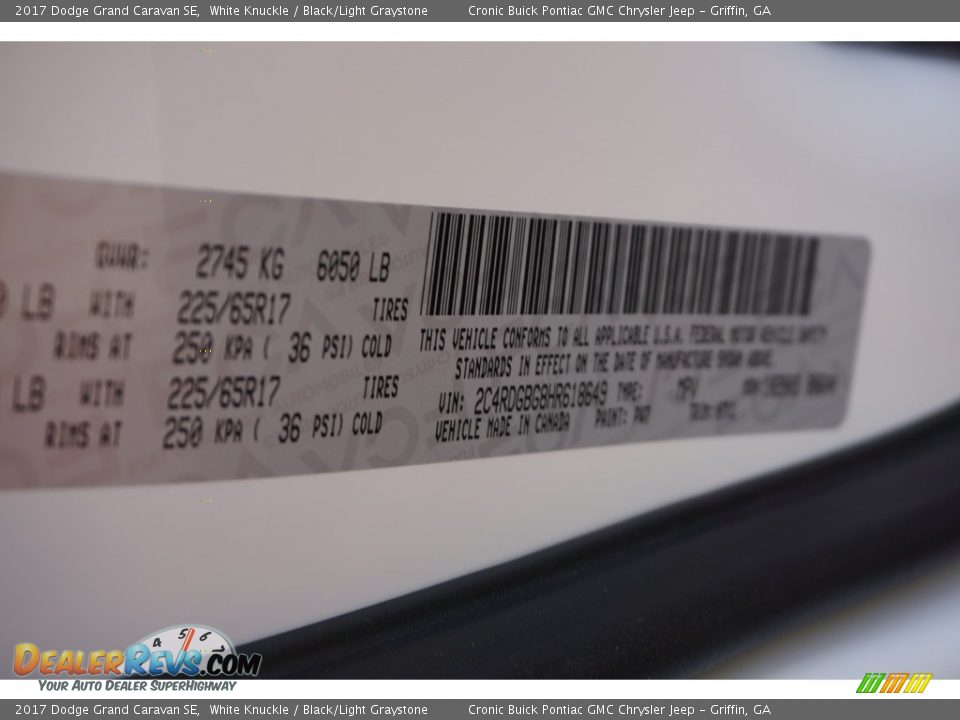 2017 Dodge Grand Caravan SE, White Knuckle / Black/Light Graystone Cronic Buick Pontiac GMC Chrysler Jeep - Griffin, GA
GVWR: 2745 KG 6050 LB
LB WITH 225/65R17 TIRES
RIMS AT 250 KPA ( 36 PSI) COLD
LB WITH 225/65R17 TIRES
RIMS AT 250 KPA ( 36 PSI) COLD
THIS VEHICLE CONFORMS TO ALL APPLICABLE U.S.A. FEDERAL MOTOR VEHICLE SAFETY
STANDARDS IN EFFECT ON THE DATE OF MANUFACTURE SHOWN ABOVE.
VIN: 2C4RDGBG8HR618649 TYPE: MPV
VEHICLE MADE IN CANADA PAINT: PW7
4 5 6 7
DEALERREVS.COM
YOUR AUTO DEALER SUPERHIGHWAY
2017 Dodge Grand Caravan SE, White Knuckle / Black/Light Graystone Cronic Buick Pontiac GMC Chrysler Jeep - Griffin, GA